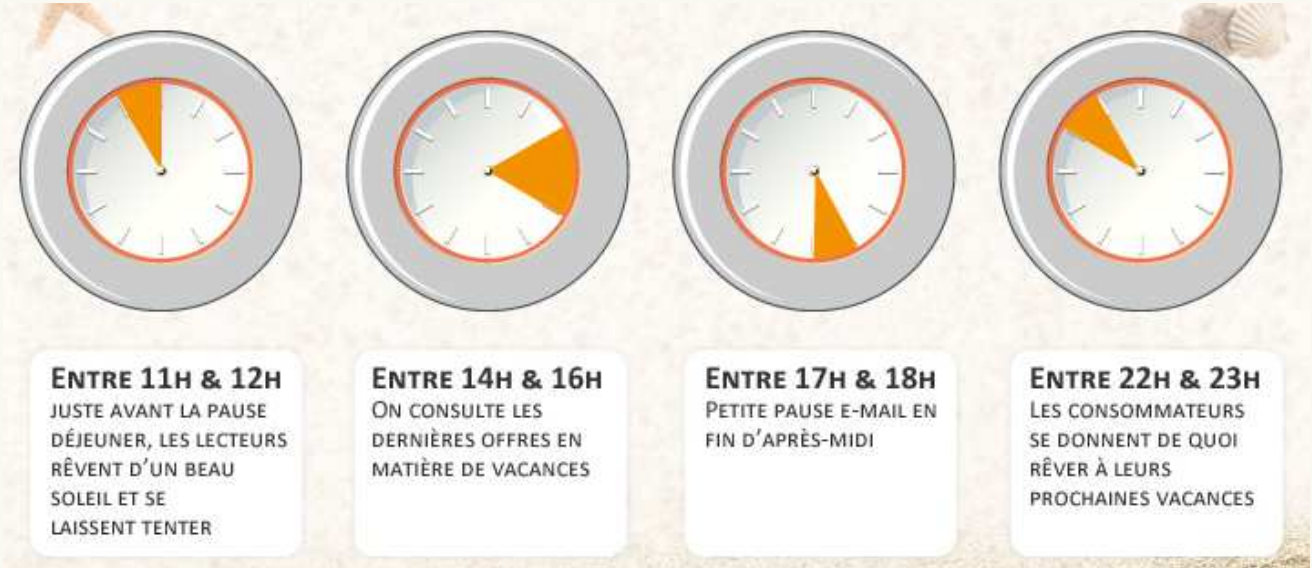 ENTRE 11H & 12H
JUSTE AVANT LA PAUSE
DÉJEUNER, LES LECTEURS
RÊVENT D'UN BEAU
SOLEIL ET SE
LAISSENT TENTER
ENTRE 14H & 16H
ON CONSULTE LES
DERNIÈRES OFFRES EN
MATIÈRE DE VACANCES
ENTRE 17H & 18H
PETITE PAUSE E-MAIL EN
FIN D'APRÈS-MIDI
ENTRE 22H & 23H
LES CONSOMMATEURS
SE DONNENT DE QUOI
RÊVER À LEURS
PROCHAINES VACANCES